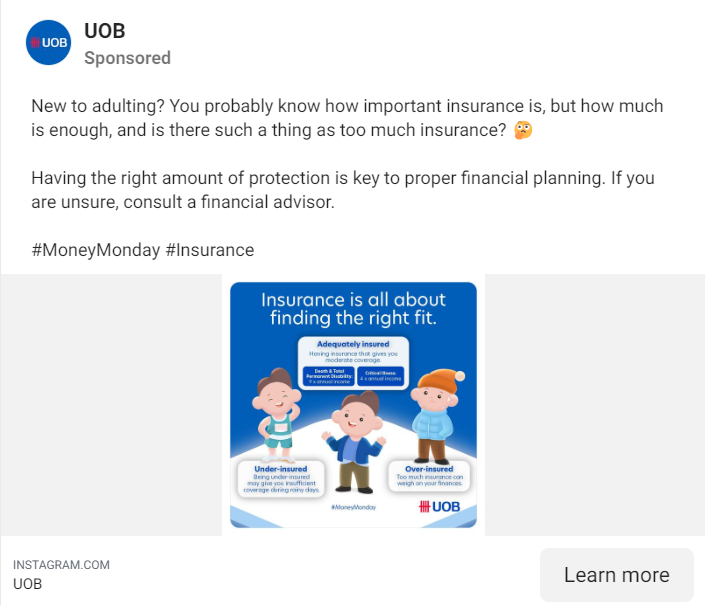 UOB
UOB
Sponsored
New to adulting? You probably know how important insurance is, but how much
is enough, and is there such a thing as too much insurance? 🤔
Having the right amount of protection is key to proper financial planning. If you
are unsure, consult a financial advisor.
#MoneyMonday #Insurance
Insurance is all about
finding the right fit.
Adequately insured
Having insurance that gives you
moderate coverage.
Death & Total
Permanent Disability:
9 x annual income
Critical Illness:
4 x annual income
Under-insured
Being under-insured
may give you insufficient
coverage during rainy days.
Over-insured
Too much insurance can
weigh on your finances.
#MoneyMonday
UOB
INSTAGRAM.COM
UOB
Learn more